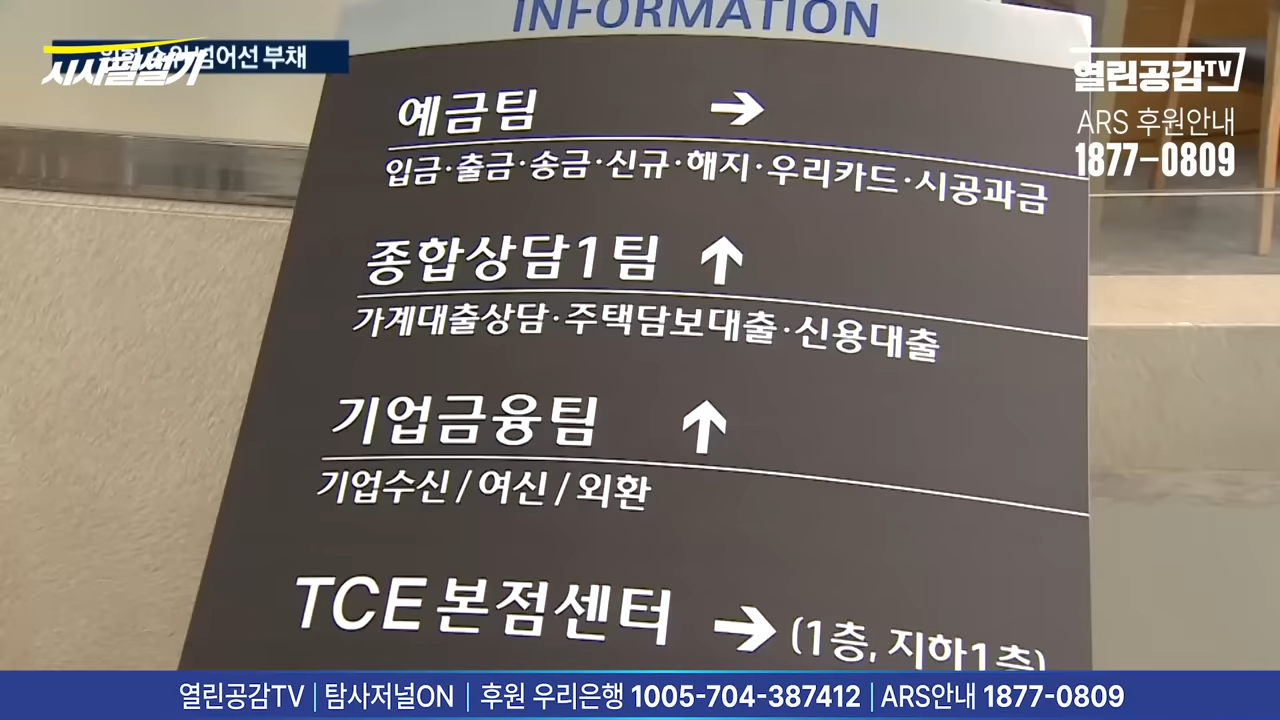 INFORMATION
넘어선 부채
시사필설기
열린공감TV
ARS 후원안내
1877-0809
예금팀 →
입금·출금·송금·신규·해지·우리카드·시공과금
종합상담1팀 ↑
가계대출상담·주택담보대출·신용대출
기업금융팀 ↑
기업수신 / 여신 / 외환
TCE 본점센터 → (1층, 지하1층)
열린공감TV | 탐사저널ON | 후원 우리은행 1005-704-387412 | ARS안내 1877-0809